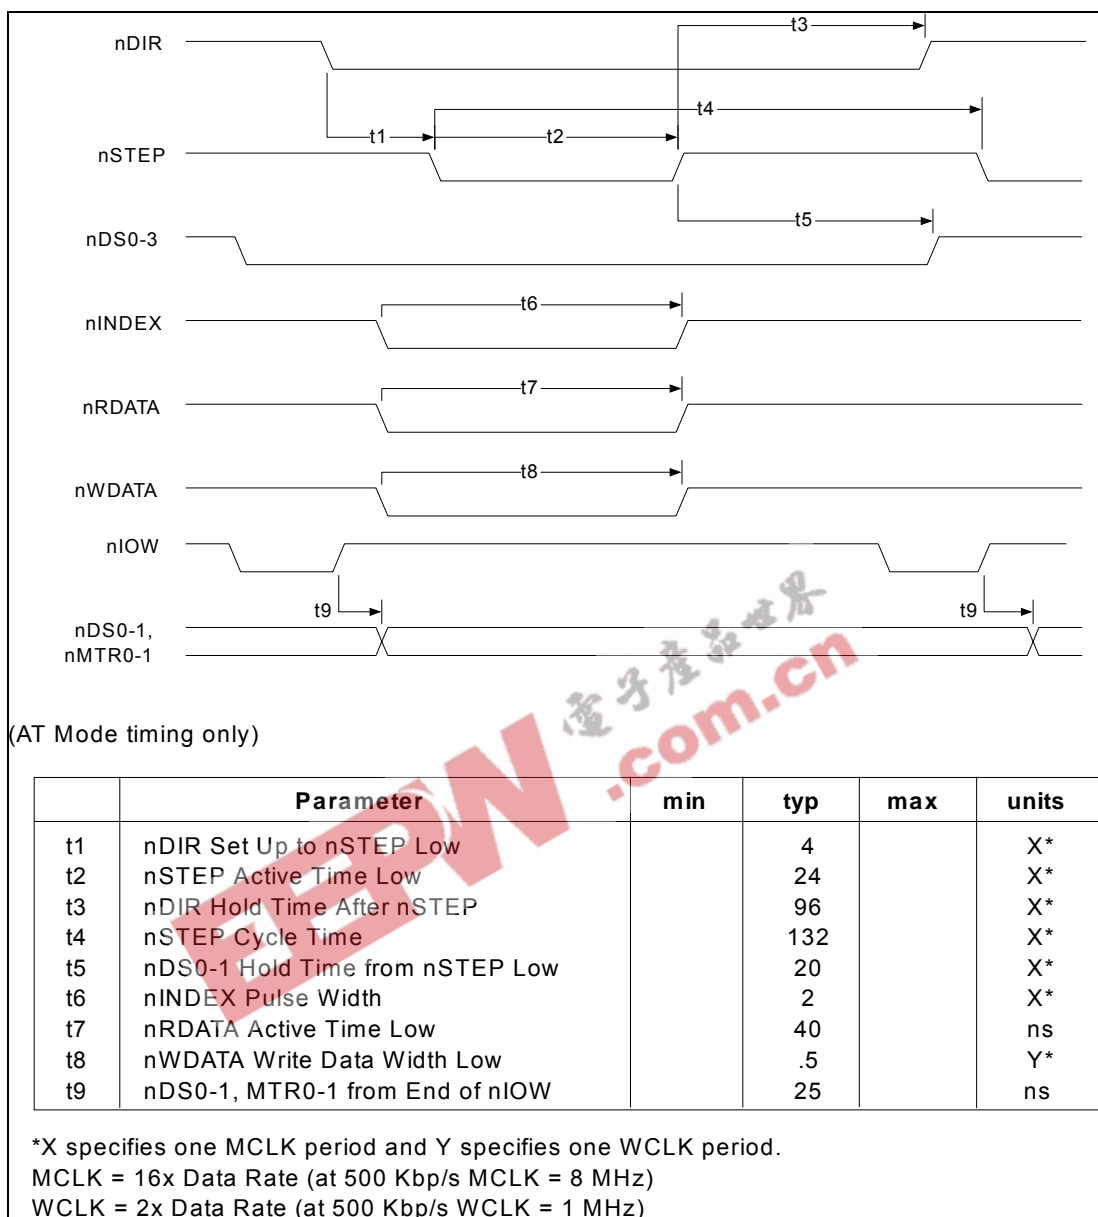 nDIR
t3
t4
t1
t2
nSTEP
t5
nDS0-3
t6
nINDEX
t7
nRDATA
t8
nWDATA
nIOW
t9
t9
nDS0-1,
nMTR0-1
電子產品世界
EEPW.com.cn
(AT Mode timing only)
Parameter min typ max units
t1 nDIR Set Up to nSTEP Low 4 X*
t2 nSTEP Active Time Low 24 X*
t3 nDIR Hold Time After nSTEP 96 X*
t4 nSTEP Cycle Time 132 X*
t5 nDS0-1 Hold Time from nSTEP Low 20 X*
t6 nINDEX Pulse Width 2 X*
t7 nRDATA Active Time Low 40 ns
t8 nWDATA Write Data Width Low .5 Y*
t9 nDS0-1, MTR0-1 from End of nIOW 25 ns
*X specifies one MCLK period and Y specifies one WCLK period.
MCLK = 16x Data Rate (at 500 Kbp/s MCLK = 8 MHz)
WCLK = 2x Data Rate (at 500 Kbp/s WCLK = 1 MHz)